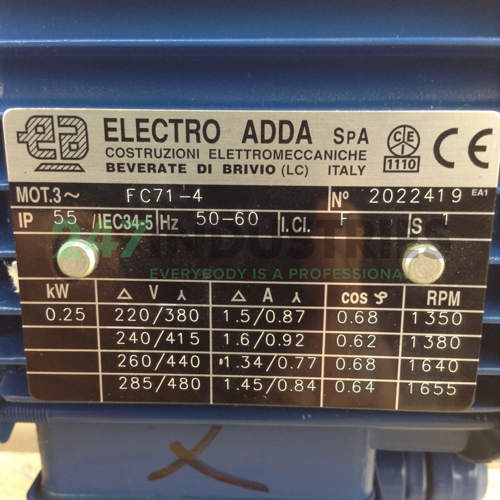 ea ELECTRO ADDA SpA CEI
COSTRUZIONI ELETTROMECCANICHE
BEVERATE DI BRIVIO (LC) ITALY 1110 CE
MOT.3~ FC71-4 Nº 2022419 EA1
IP 55 /IEC34-5 Hz 50-60 I.Cl. F S 1
247 INDUSTRIES
EVERYBODY IS A PROFESSIONAL
kW Δ V ⅄ Δ A ⅄ cos φ RPM
0.25 220/380 1.5/0.87 0.68 1350
240/415 1.6/0.92 0.62 1380
260/440 1.34/0.77 0.68 1640
285/480 1.45/0.84 0.64 1655